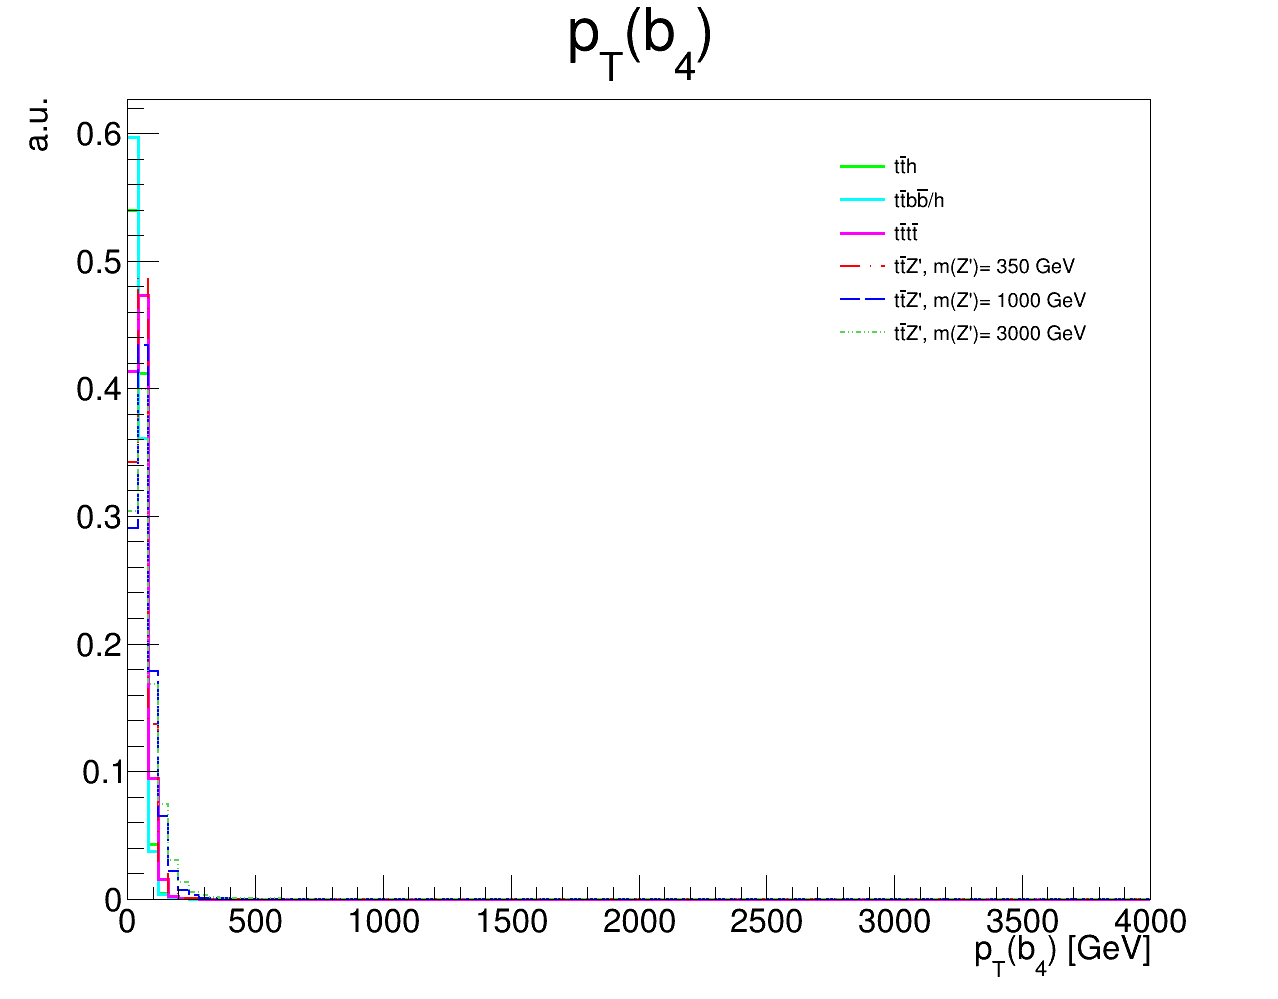 p_T(b_4)
a.u.
0.6
0.5
0.4
0.3
0.2
0.1
0
tt̄h
tt̄bb̄/h
tt̄tt̄
tt̄Z', m(Z')= 350 GeV
tt̄Z', m(Z')= 1000 GeV
tt̄Z', m(Z')= 3000 GeV
0 500 1000 1500 2000 2500 3000 3500 4000
p_T(b_4) [GeV]